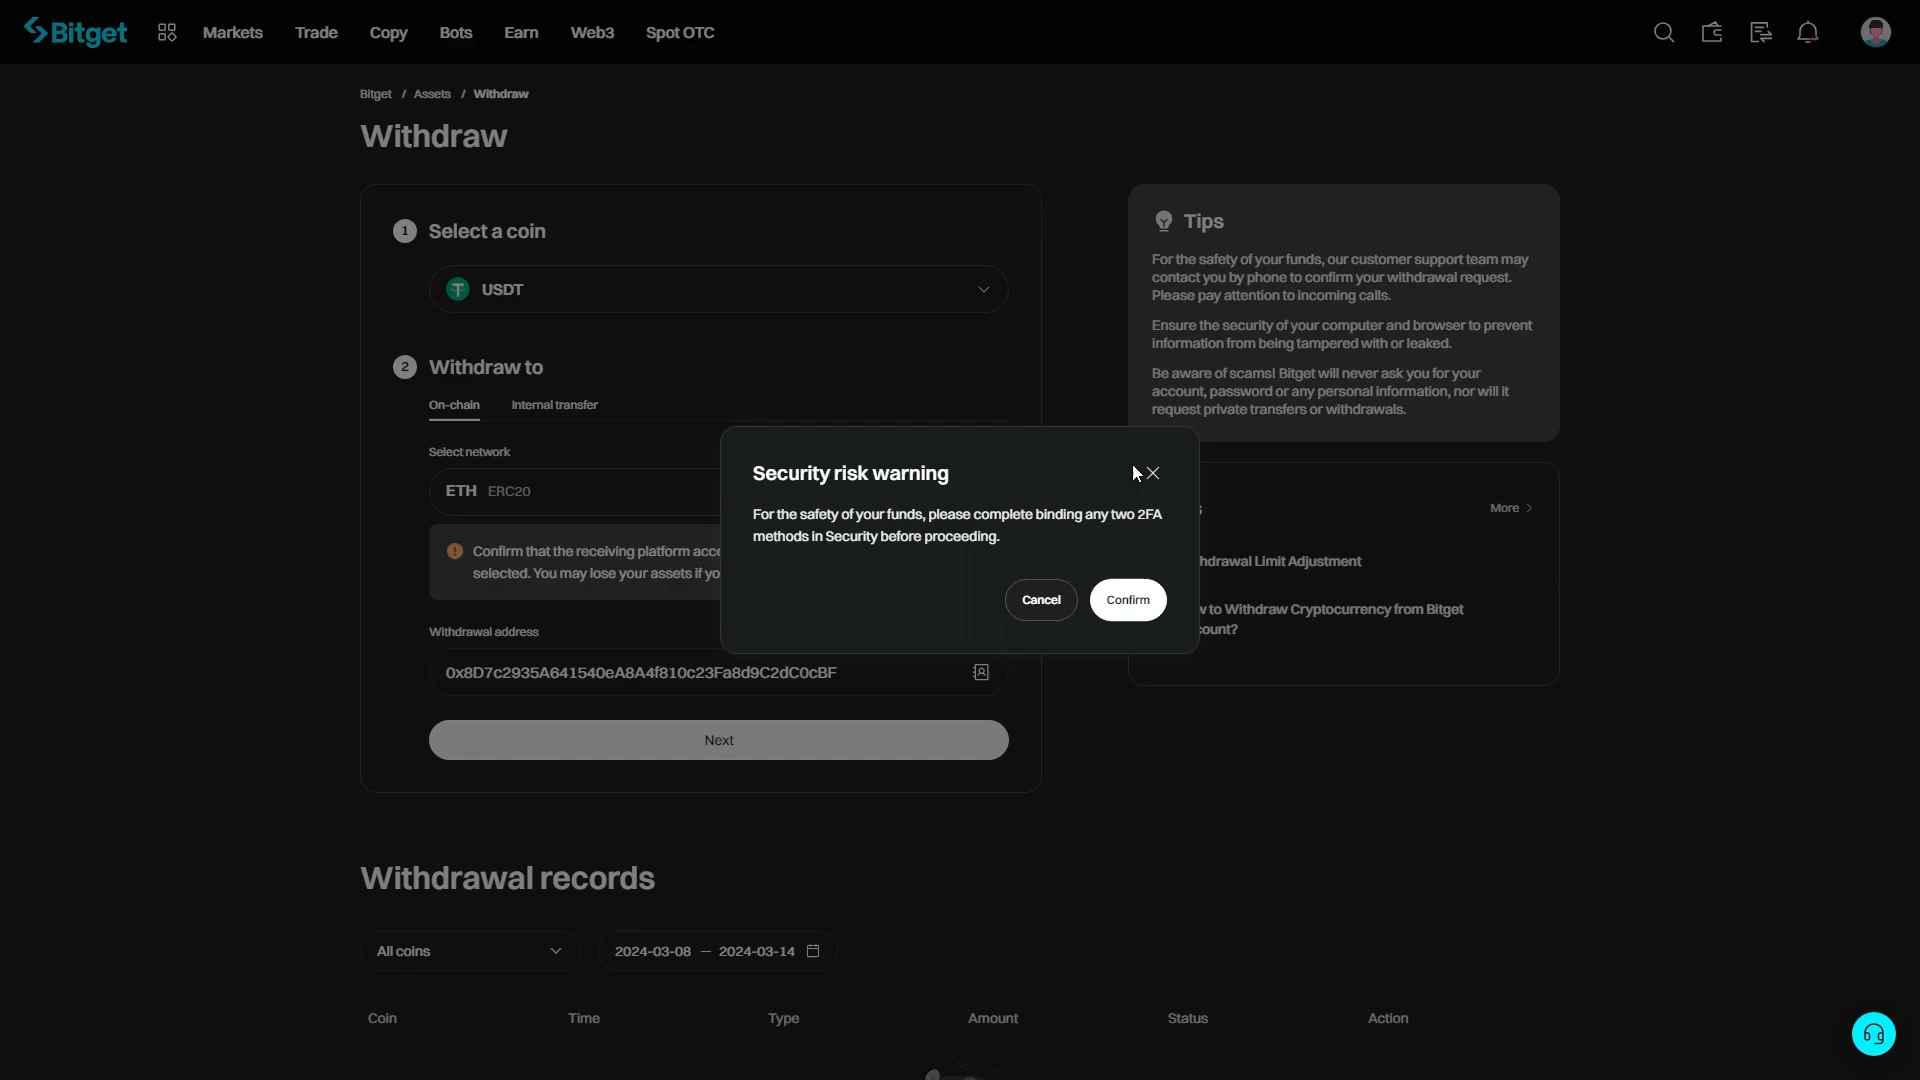 Bitget
Markets
Trade
Copy
Bots
Earn
Web3
Spot OTC
Bitget / Assets / Withdraw
Withdraw
1
Select a coin
USDT
2
Withdraw to
On-chain
Internal transfer
Select network
ETH ERC20
Confirm that the receiving platform
selected. You may lose your assets if
Withdrawal address
0x8D7c2935A641540eA8A4f810c23Fa8d9C2dC0cBF
Next
Tips
For the safety of your funds, our customer support team may
contact you by phone to confirm your withdrawal request.
Please pay attention to incoming calls.
Ensure the security of your computer and browser to prevent
information from being tampered with or leaked.
Be aware of scams! Bitget will never ask you for your
account, password or any personal information, nor will it
request private transfers or withdrawals.
More
Limit Adjustment
to Withdraw Cryptocurrency from Bitget
Security risk warning
For the safety of your funds, please complete binding any two 2FA
methods in Security before proceeding.
Cancel
Confirm
Withdrawal records
All coins
2024-03-08 – 2024-03-14
Coin
Time
Type
Amount
Status
Action